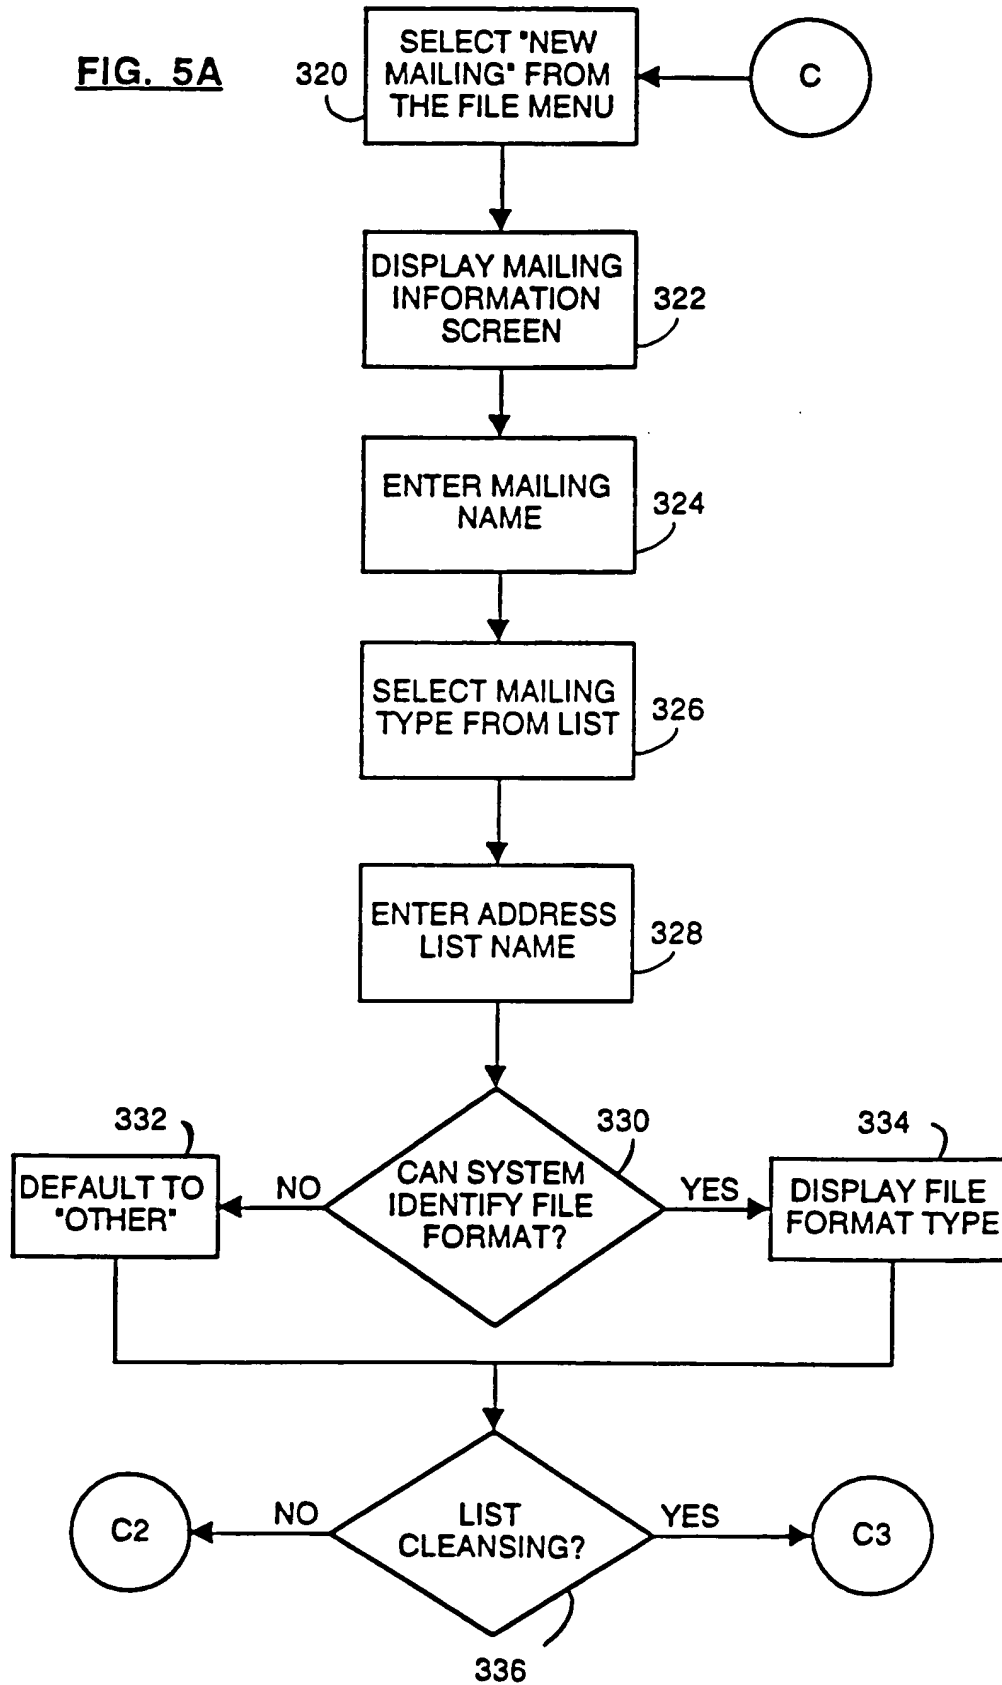 FIG. 5A
320
SELECT "NEW
MAILING" FROM
THE FILE MENU
C
DISPLAY MAILING
INFORMATION
SCREEN
322
ENTER MAILING
NAME
324
SELECT MAILING
TYPE FROM LIST
326
ENTER ADDRESS
LIST NAME
328
332
DEFAULT TO
"OTHER"
NO
330
CAN SYSTEM
IDENTIFY FILE
FORMAT?
YES
334
DISPLAY FILE
FORMAT TYPE
C2
NO
LIST
CLEANSING?
YES
C3
336